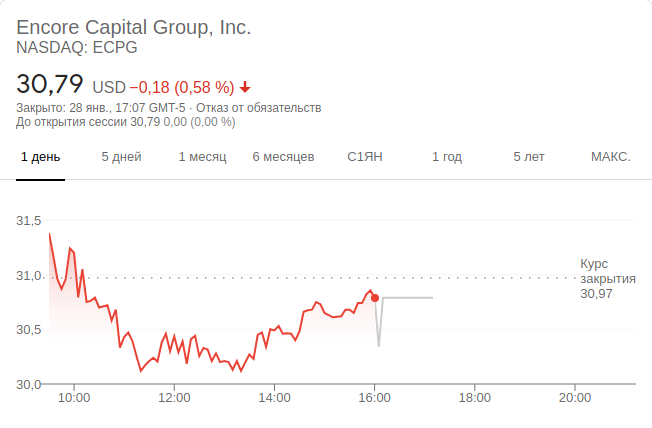 Encore Capital Group, Inc.
NASDAQ: ECPG
30,79 USD −0,18 (0,58 %)
Закрыто: 28 янв., 17:07 GMT-5 · Отказ от обязательств
До открытия сессии 30,79 0,00 (0,00 %)
1 день 5 дней 1 месяц 6 месяцев С1ЯН 1 год 5 лет МАКС.
31,5
31,0
30,5
30,0
Курс
закрытия
30,97
10:00 12:00 14:00 16:00 18:00 20:00